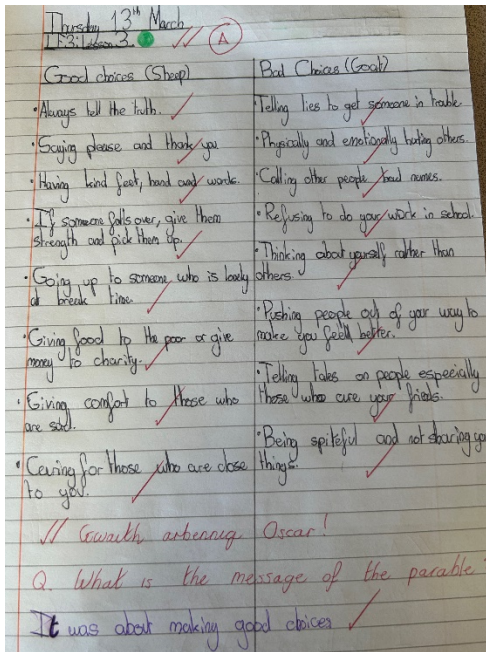 Thursday 13th March
LF3: Lesson 3. A
Good choices (Sheep)
• Always tell the truth.
• Saying please and thank you.
• Having kind feet, hand and words.
• If someone falls over, give them
strength and pick them up.
• Going up to someone who is lonely
at break time.
• Giving food to the poor or give
money to charity.
• Giving comfort to those who
are sad.
• Caring for those who are close
to you.
Bad Choices (Goat)
• Telling lies to get someone in trouble
• Physically and emotionally hurting others.
• Calling other people bad names.
• Refusing to do your work in school.
• Thinking about yourself rather than
others.
• Pushing people out of your way to
make you feel better.
• Telling tales on people especially
those who are your frieds.
• Being spiteful and not sharing you
things.
Gwaith arbennig Oscar!
Q. What is the message of the parable
It was about making good choices